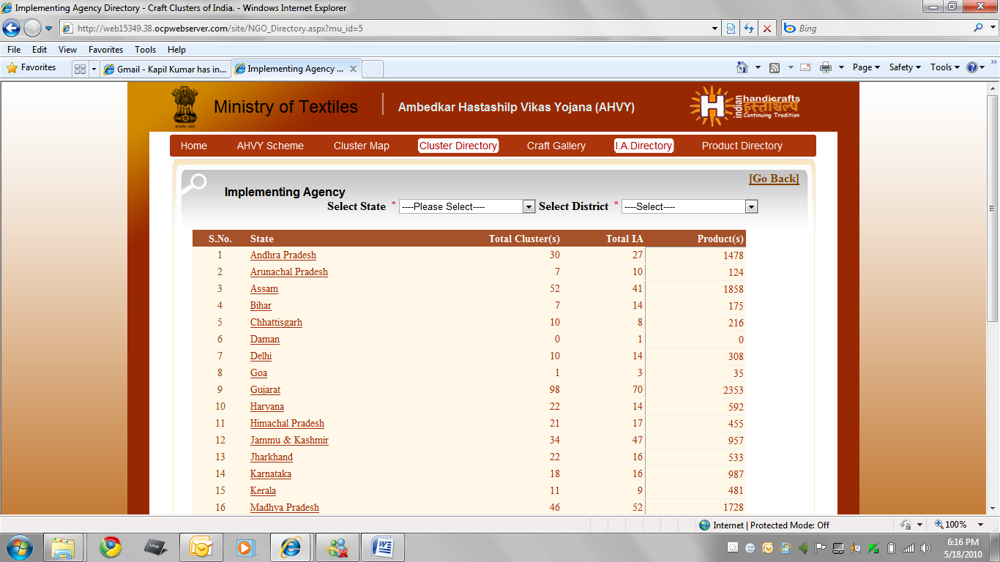 Implementing Agency Directory - Craft Clusters of India. - Windows Internet Explorer
http://web15349.38.ocpwebserver.com/site/NGO_Directory.aspx?mu_id=5
Bing
File Edit View Favorites Tools Help
Favorites Gmail - Kapil Kumar has in... Implementing Agency ... Page Safety Tools
Ministry of Textiles Ambedkar Hastashilp Vikas Yojana (AHVY) indian handicrafts हस्तशिल्प Continuing Tradition
Home AHVY Scheme Cluster Map Cluster Directory Craft Gallery I.A.Directory Product Directory
[Go Back]
Implementing Agency
Select State * ----Please Select---- Select District * ----Select----
S.No. State Total Cluster(s) Total IA Product(s)
1 Andhra Pradesh 30 27 1478
2 Arunachal Pradesh 7 10 124
3 Assam 52 41 1858
4 Bihar 7 14 175
5 Chhattisgarh 10 8 216
6 Daman 0 1 0
7 Delhi 10 14 308
8 Goa 1 3 35
9 Gujarat 98 70 2353
10 Haryana 22 14 592
11 Himachal Pradesh 21 17 455
12 Jammu & Kashmir 34 47 957
13 Jharkhand 22 16 533
14 Karnataka 18 16 987
15 Kerala 11 9 481
16 Madhya Pradesh 46 52 1728
Internet | Protected Mode: Off 100%
6:16 PM
5/18/2010